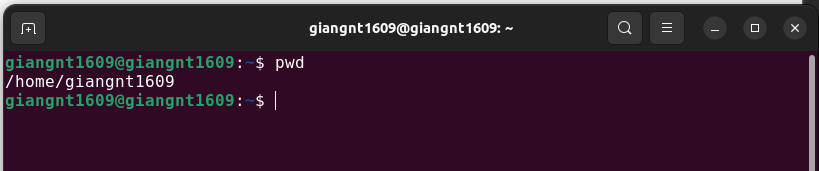 giangnt1609@giangnt1609: ~
giangnt1609@giangnt1609:~$ pwd
/home/giangnt1609
giangnt1609@giangnt1609:~$